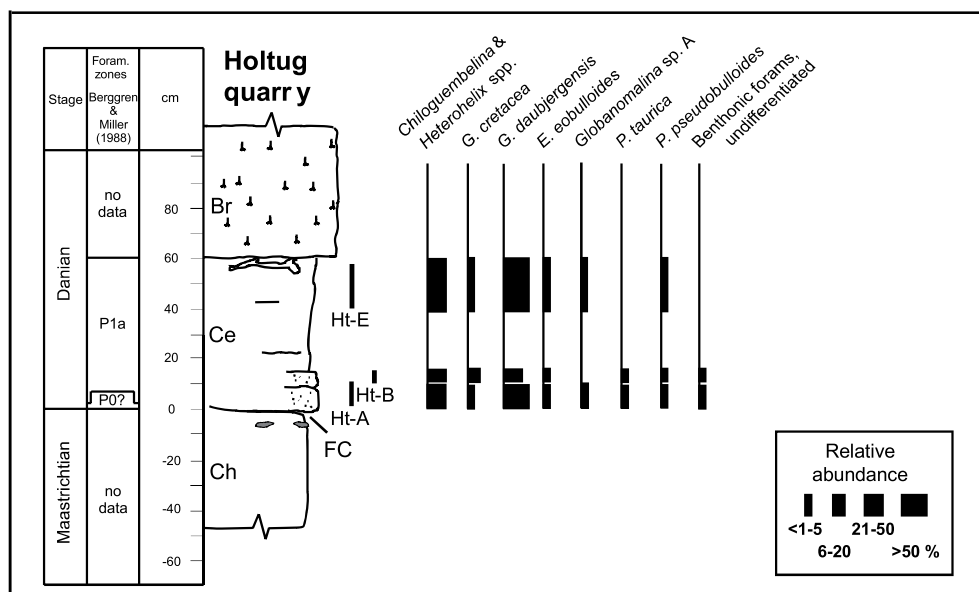 Holtug
quarry
Stage
Foram.
zones
Berggren
&
Miller
(1988)
cm
Chiloguembelina &
Heterohelix spp.
G. cretacea
G. daubjergensis
E. eobulloides
Globanomalina sp. A
P. taurica
P. pseudobulloides
Benthonic forams,
undifferentiated
Danian
Maastrichtian
no
data
P1a
P0?
no
data
80
60
40
20
0
-20
-40
-60
Br
Ce
Ch
Ht-E
Ht-B
Ht-A
FC
Relative
abundance
<1-5
21-50
6-20
>50 %